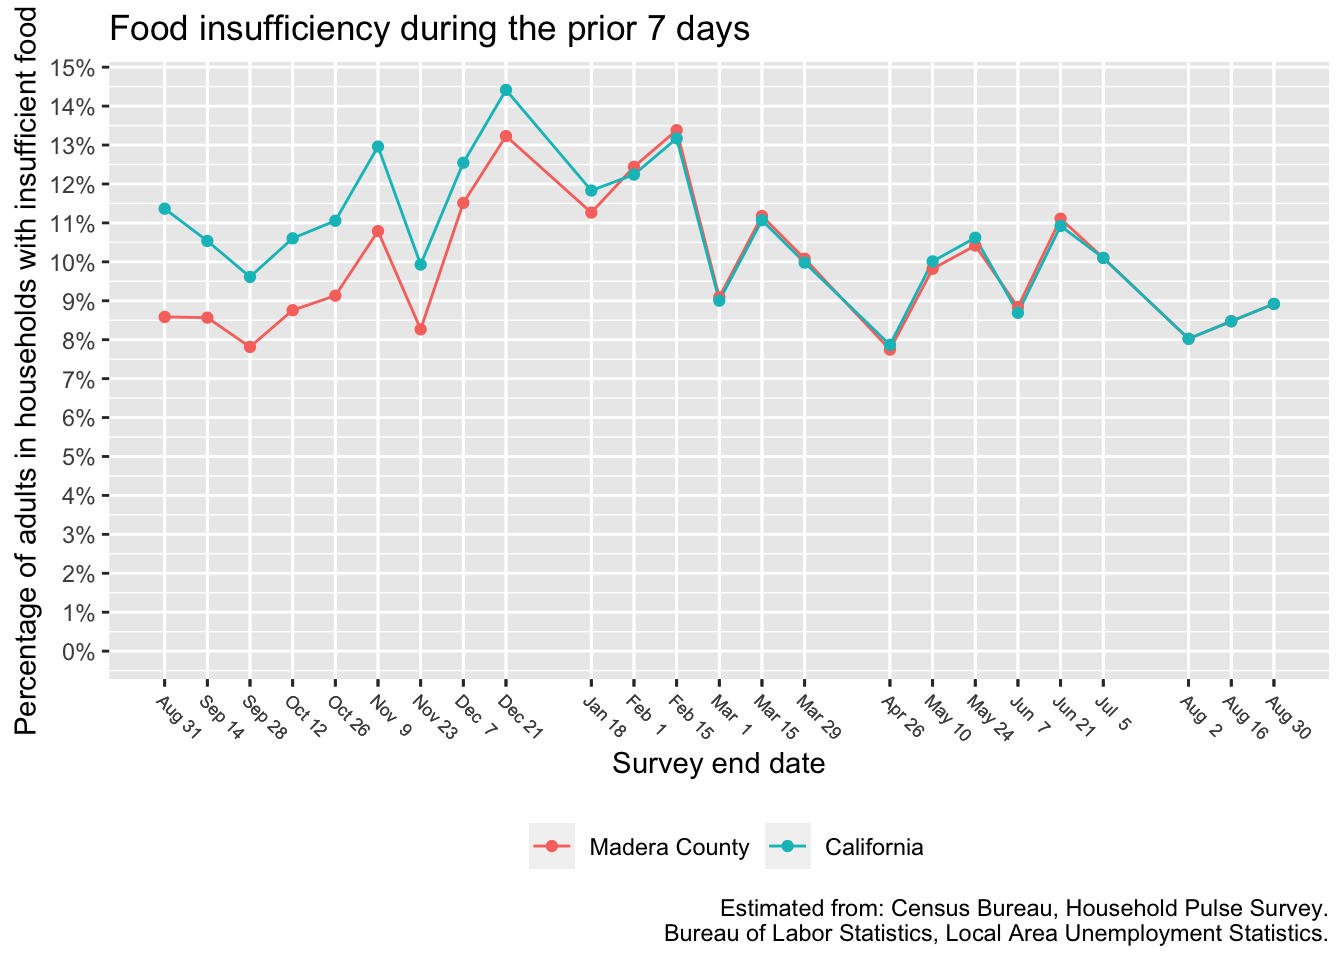 Food insufficiency during the prior 7 days
Percentage of adults in households with insufficient food
15%
14%
13%
12%
11%
10%
9%
8%
7%
6%
5%
4%
3%
2%
1%
0%
Aug 31
Sep 14
Sep 28
Oct 12
Oct 26
Nov 9
Nov 23
Dec 7
Dec 21
Jan 18
Feb 1
Feb 15
Mar 1
Mar 15
Mar 29
Apr 26
May 10
May 24
Jun 7
Jun 21
Jul 5
Aug 2
Aug 16
Aug 30
Survey end date
Madera County
California
Estimated from: Census Bureau, Household Pulse Survey.
Bureau of Labor Statistics, Local Area Unemployment Statistics.